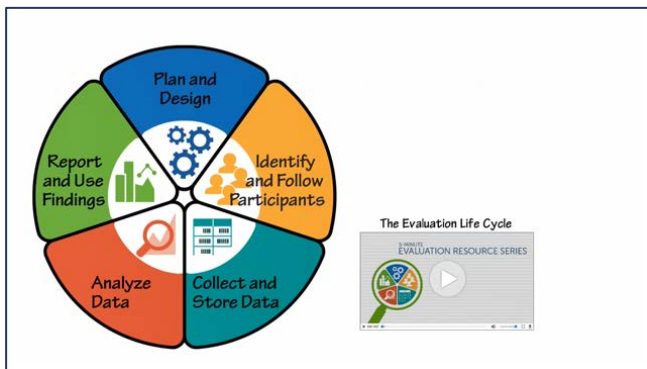 Plan and
Design
Report
and Use
Findings
Identify
and Follow
Participants
Analyze
Data
Collect and
Store Data
The Evaluation Life Cycle
EVALUATION RESOURCE SERIES